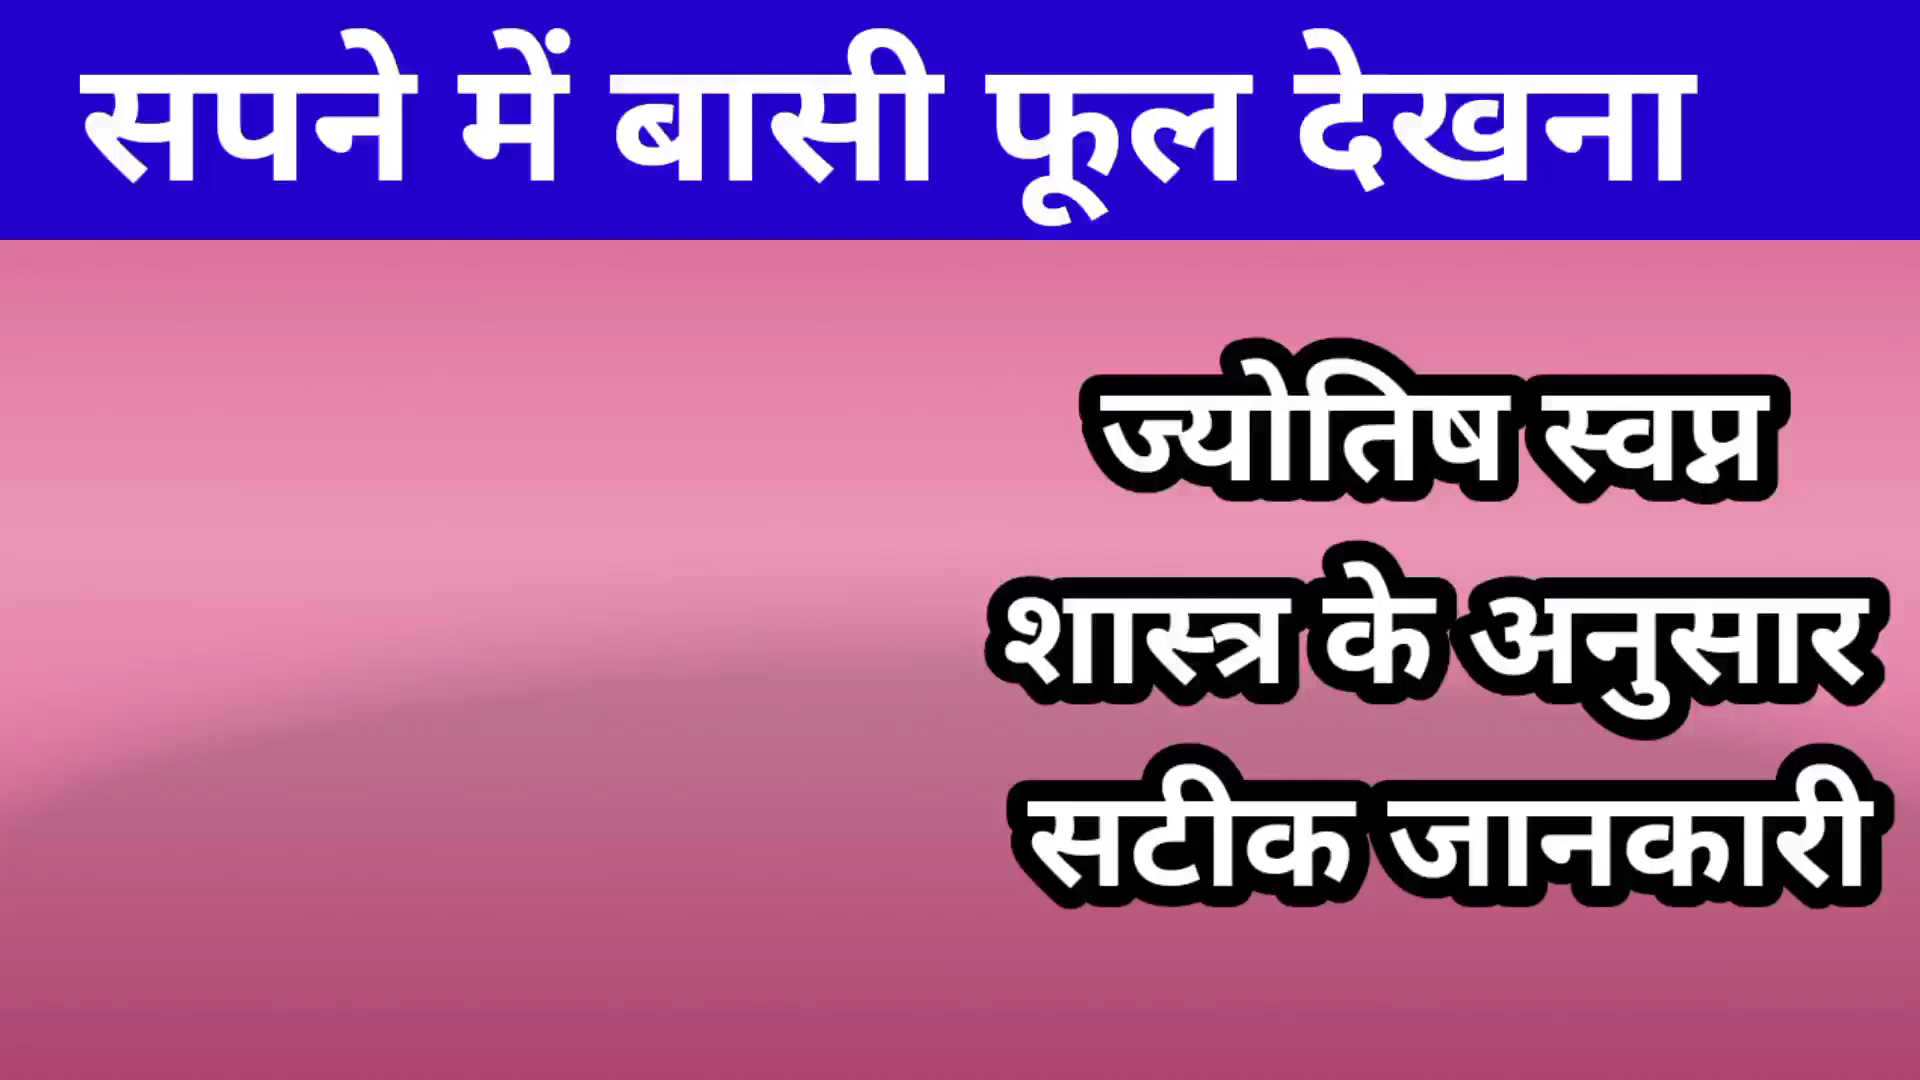 सपने में बासी फूल देखना
ज्योतिष स्वप्न
शास्त्र के अनुसार
सटीक जानकारी